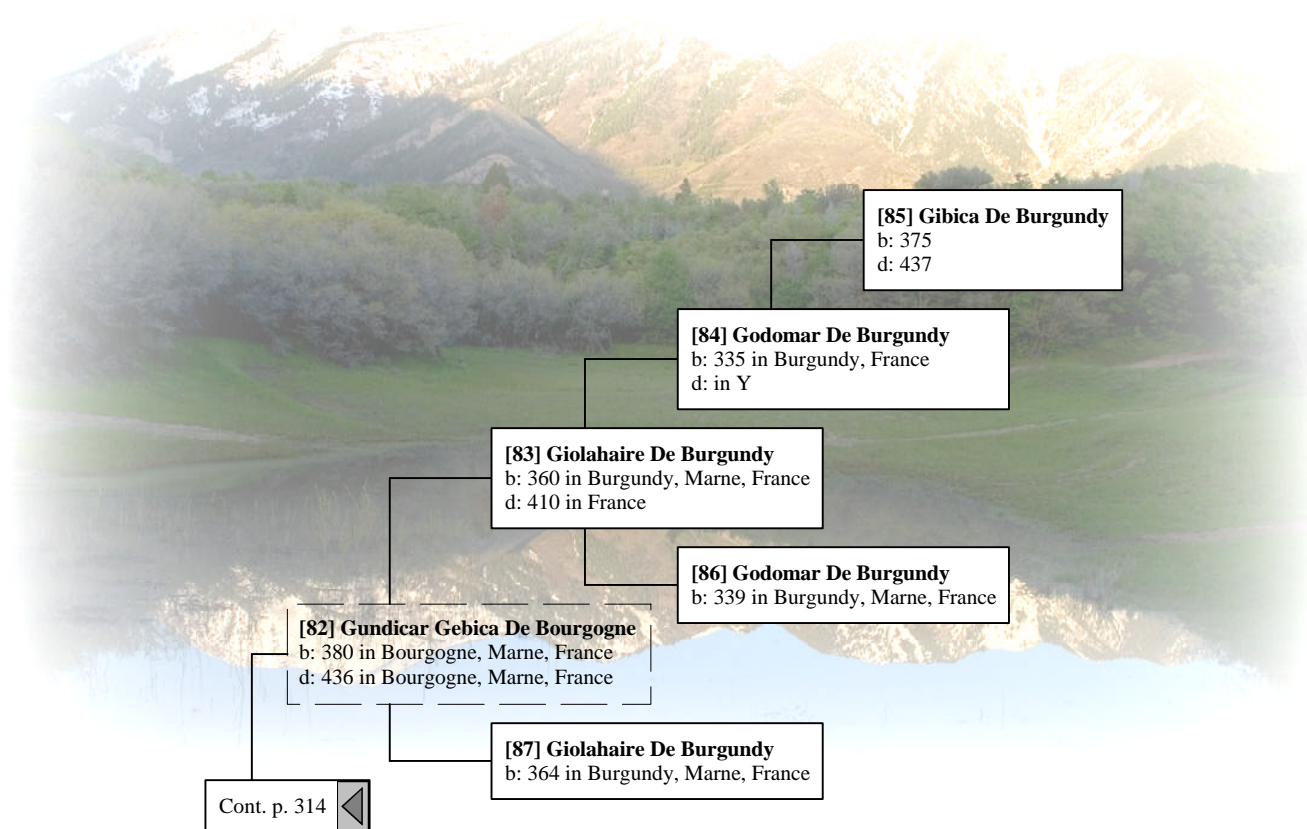 [85] Gibica De Burgundy
b: 375
d: 437
[84] Godomar De Burgundy
b: 335 in Burgundy, France
d: in Y
[83] Giolahaire De Burgundy
b: 360 in Burgundy, Marne, France
d: 410 in France
[86] Godomar De Burgundy
b: 339 in Burgundy, Marne, France
[82] Gundicar Gebica De Bourgogne
b: 380 in Bourgogne, Marne, France
d: 436 in Bourgogne, Marne, France
[87] Giolahaire De Burgundy
b: 364 in Burgundy, Marne, France
Cont. p. 314